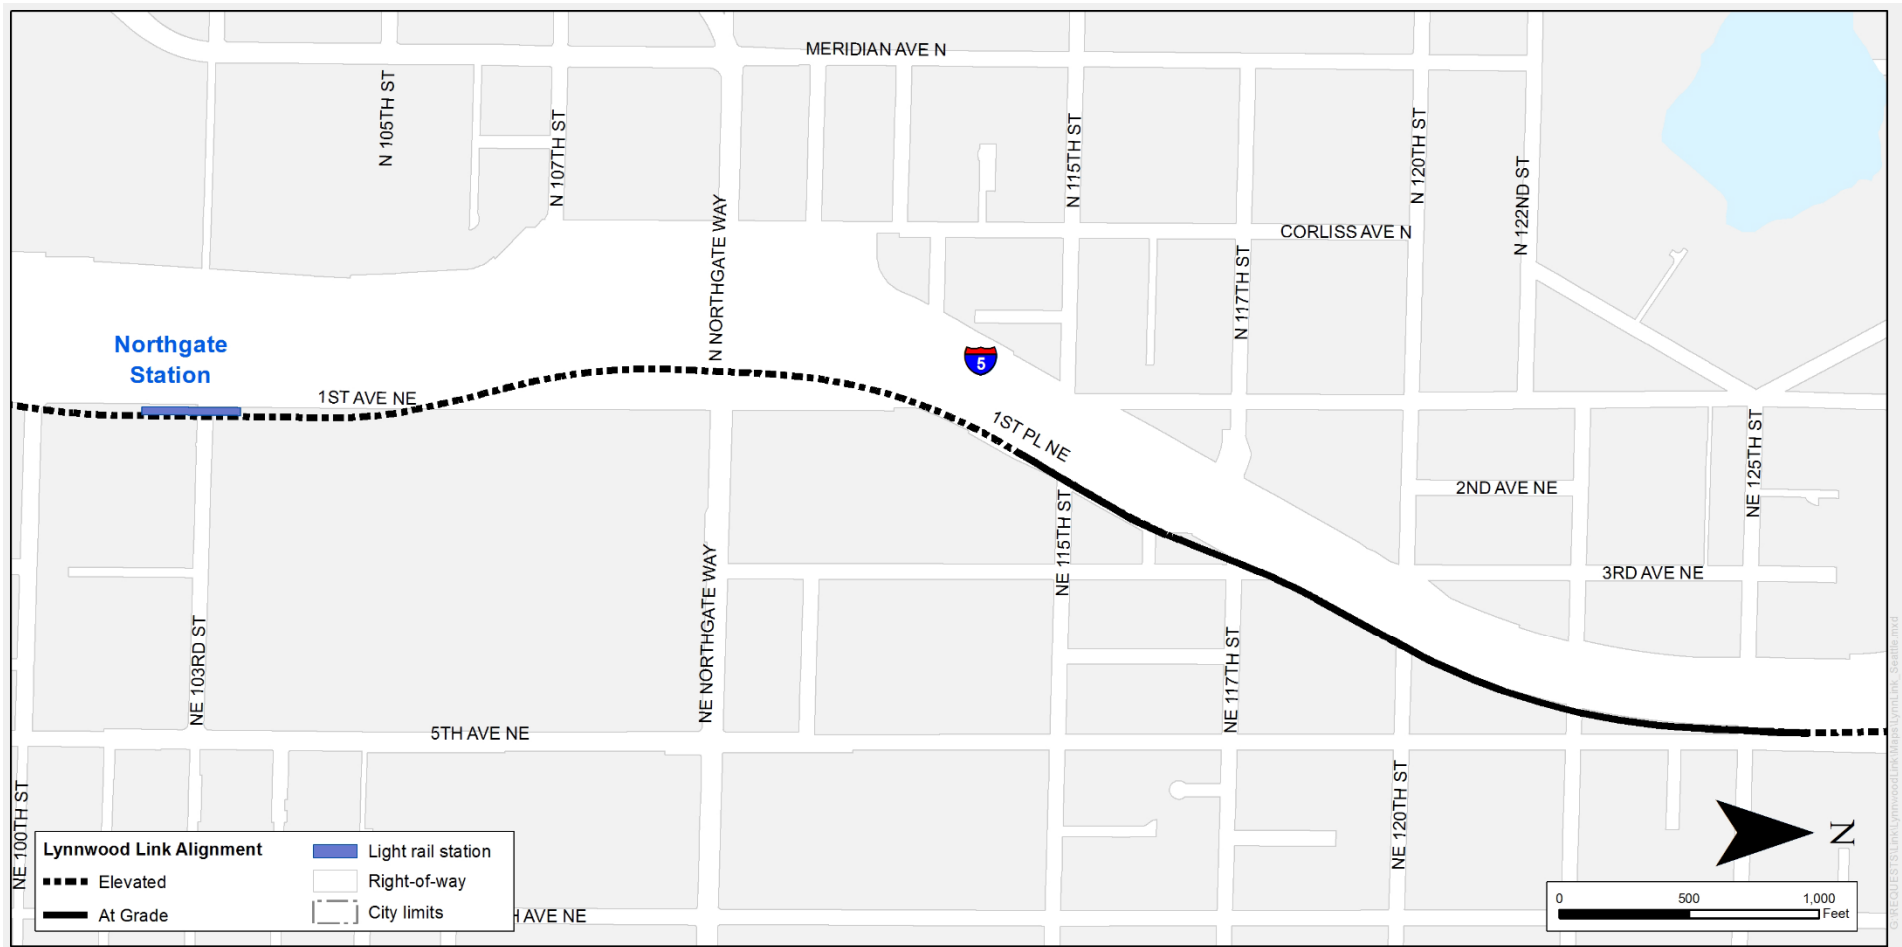 MERIDIAN AVE N
N 105TH ST
N 107TH ST
N 115TH ST
N 120TH ST
N 122ND ST
N NORTHGATE WAY
CORLISS AVE N
N 117TH ST
Northgate
Station
5
1ST AVE NE
1ST PL NE
NE 125TH ST
2ND AVE NE
NE 115TH ST
3RD AVE NE
NE NORTHGATE WAY
NE 103RD ST
NE 117TH ST
5TH AVE NE
NE 100TH ST
NE 120TH ST
N
Lynnwood Link Alignment
Elevated
At Grade
Light rail station
Right-of-way
City limits
AVE NE
0 500 1,000
Feet